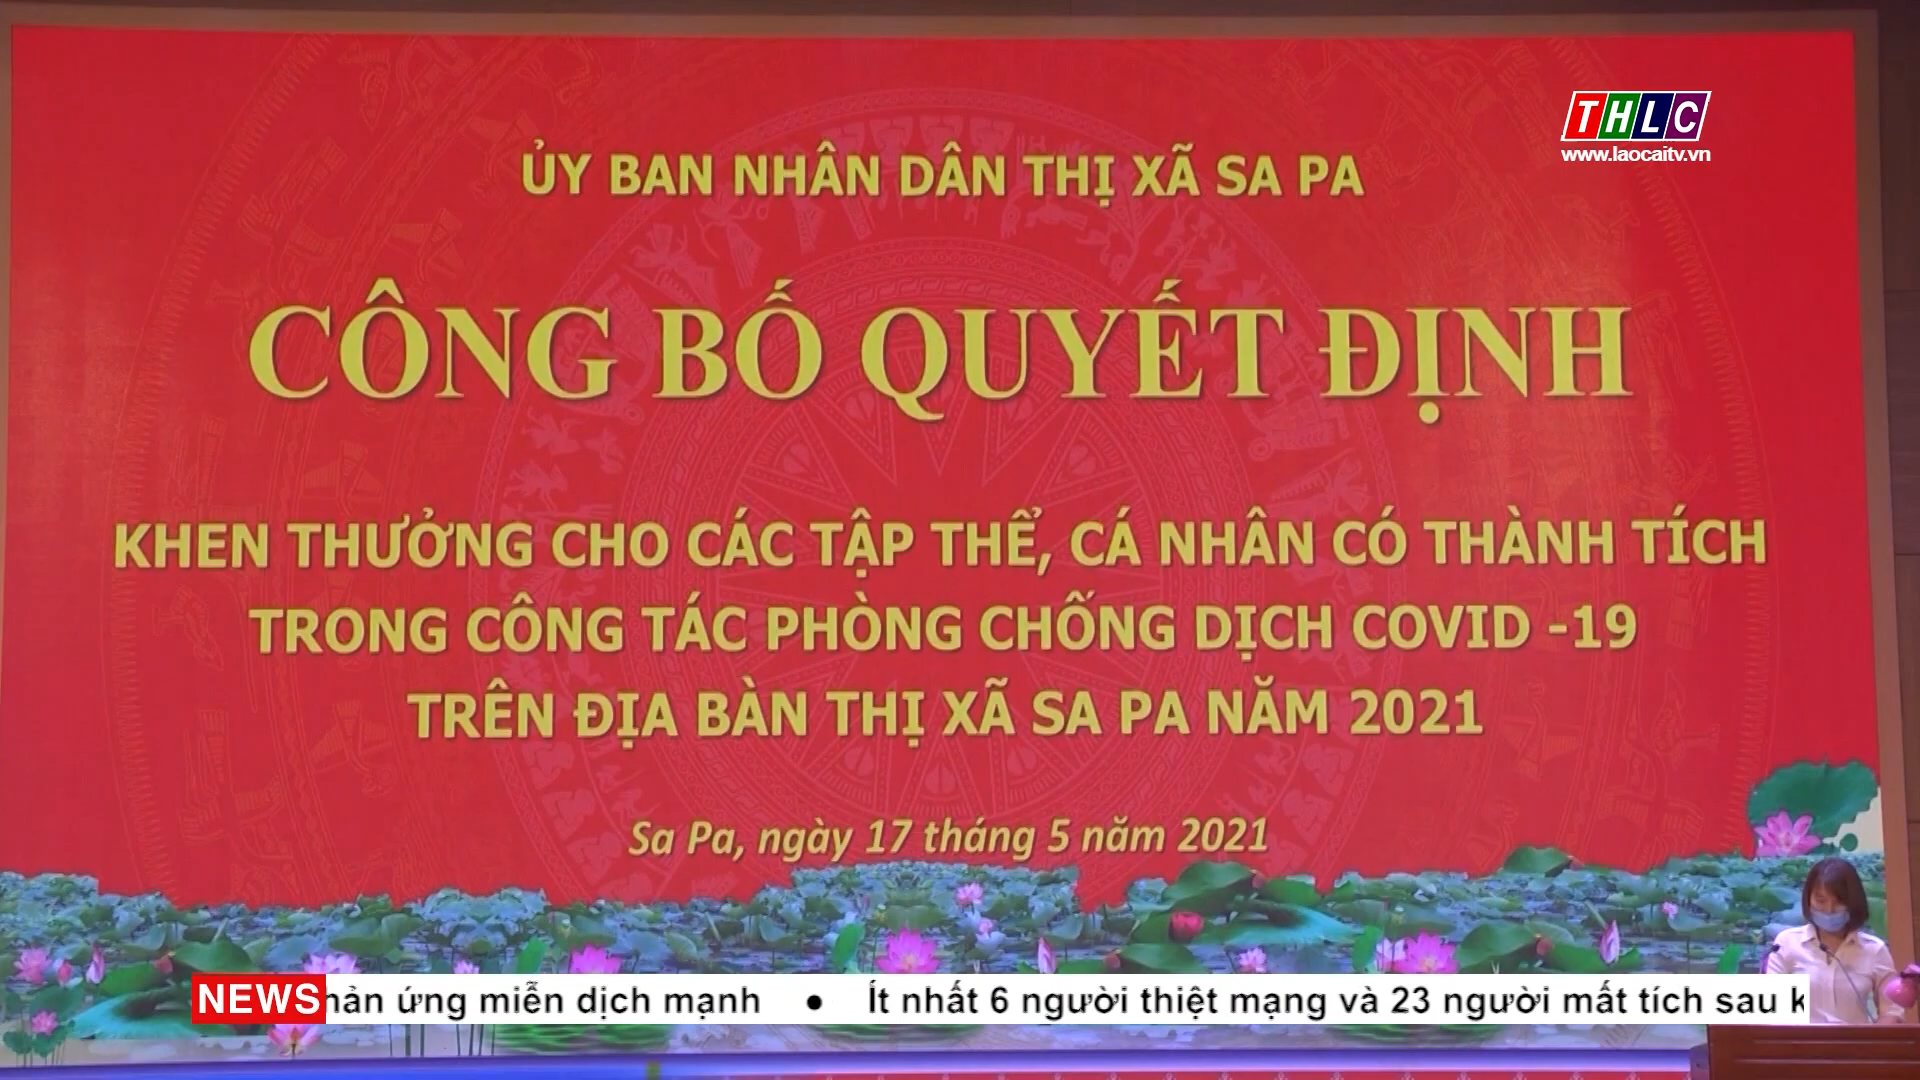 THLC
www.laocaitv.vn
ỦY BAN NHÂN DÂN THỊ XÃ SA PA
CÔNG BỐ QUYẾT ĐỊNH
KHEN THƯỞNG CHO CÁC TẬP THỂ, CÁ NHÂN CÓ THÀNH TÍCH
TRONG CÔNG TÁC PHÒNG CHỐNG DỊCH COVID -19
TRÊN ĐỊA BÀN THỊ XÃ SA PA NĂM 2021
Sa Pa, ngày 17 tháng 5 năm 2021
NEWS ứng miễn dịch mạnh • Ít nhất 6 người thiệt mạng và 23 người mất tích sau